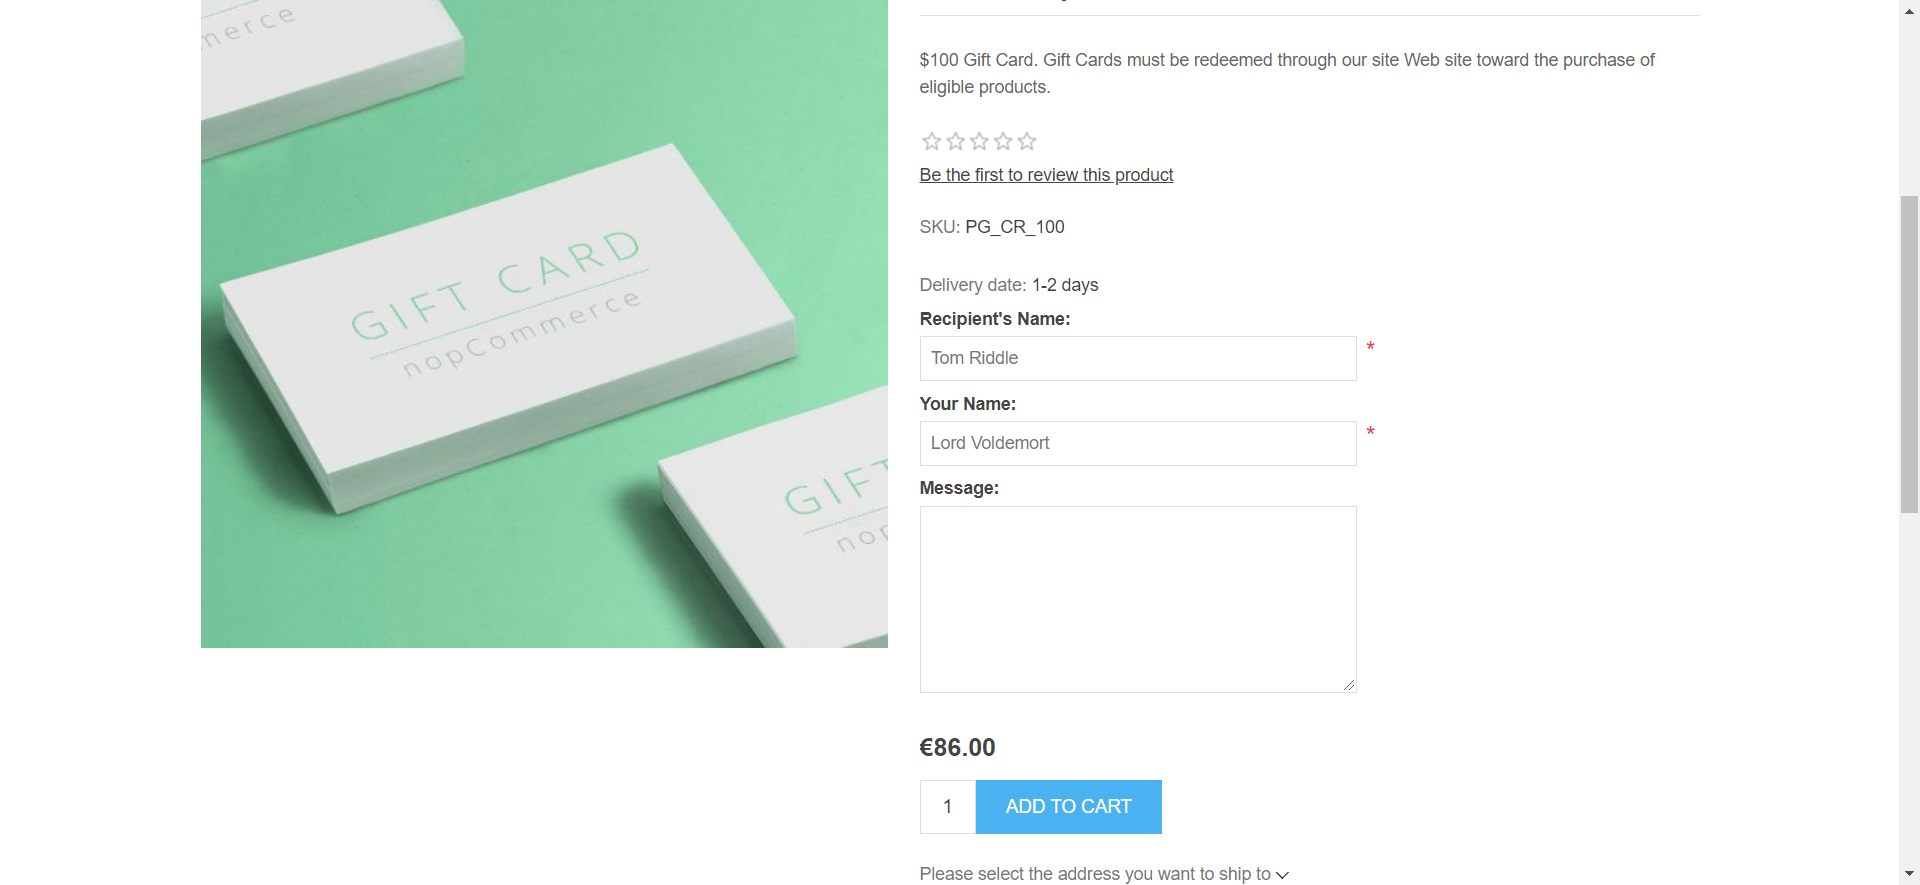 merce
$100 Gift Card. Gift Cards must be redeemed through our site Web site toward the purchase of
eligible products.
Be the first to review this product
SKU: PG_CR_100
Delivery date: 1-2 days
Recipient's Name:
Tom Riddle *
Your Name:
Lord Voldemort *
Message:
GIFT CARD
nopCommerce
GIFT
nop
€86.00
1 ADD TO CART
Please select the address you want to ship to